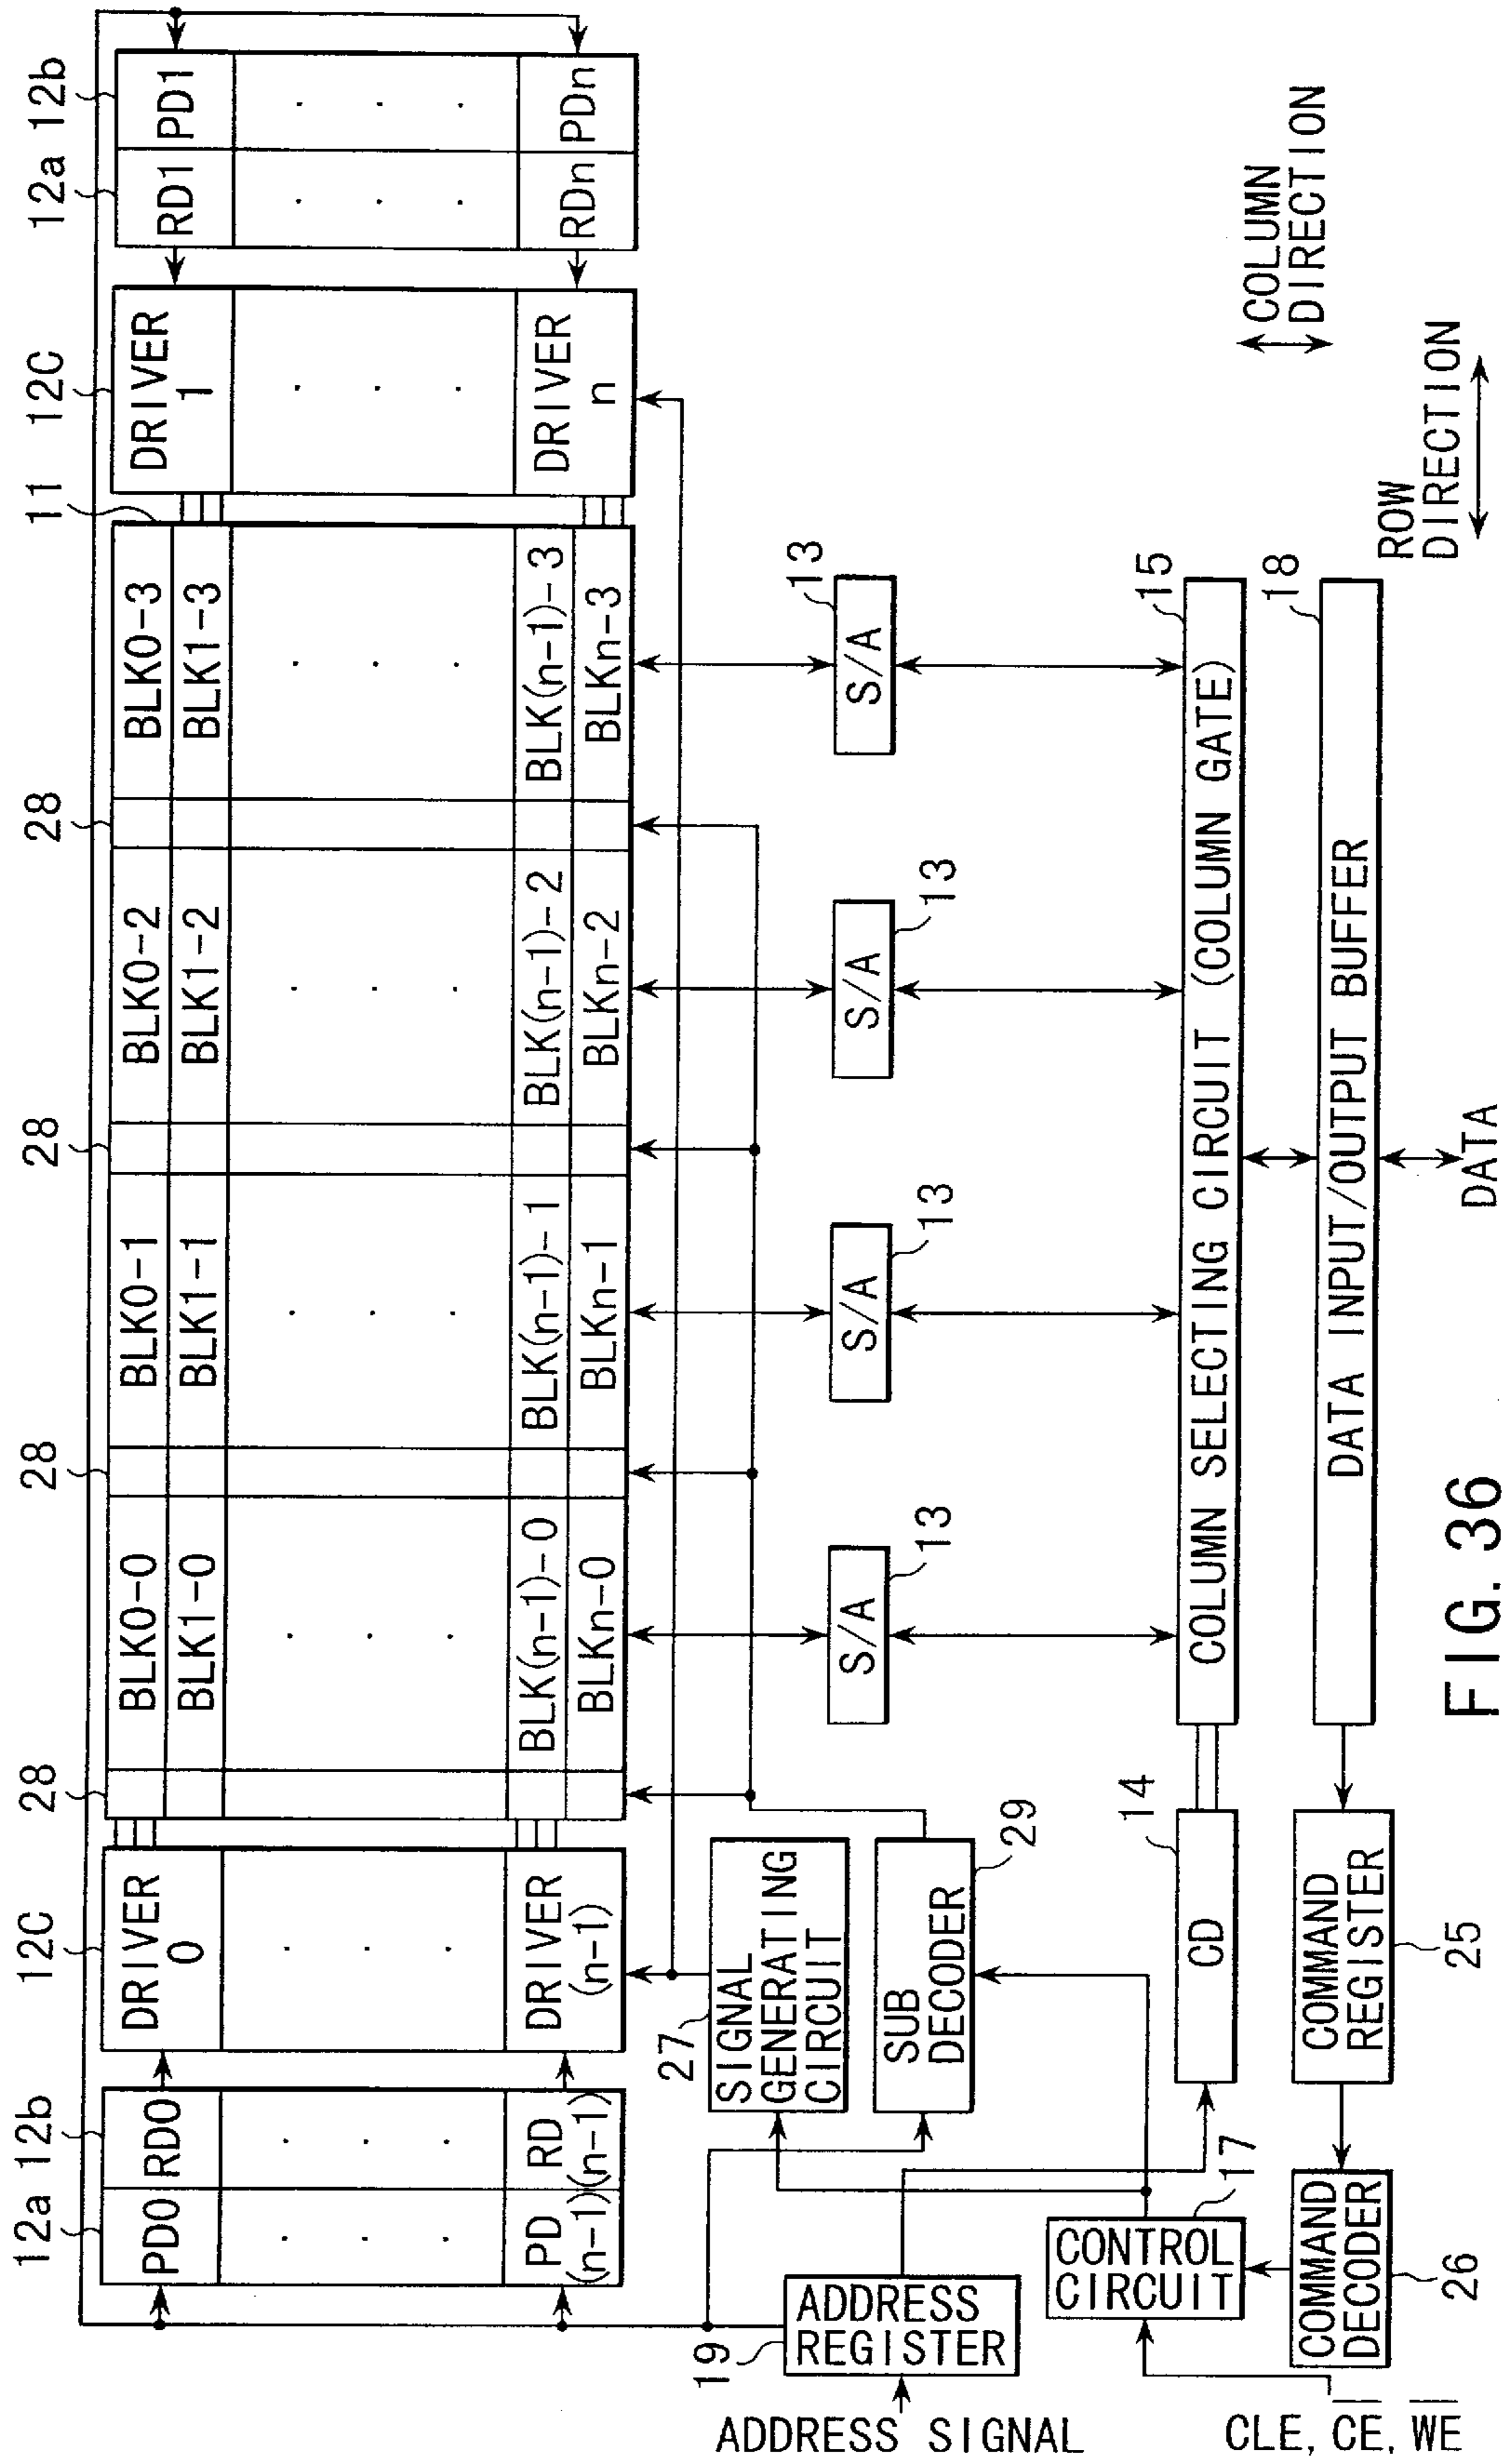 12a
12b
12C
28
28
28
28
11
12C
12a
12b
PD0
RD0
DRIVER
0
BLK0-0
BLK0-1
BLK0-2
BLK0-3
DRIVER
1
RD1
PD1
BLK1-0
BLK1-1
BLK1-2
BLK1-3
PD
(n-1)
RD
(n-1)
DRIVER
(n-1)
BLK(n-1)-0
BLK(n-1)-1
BLK(n-1)-2
BLK(n-1)-3
BLKn-0
BLKn-1
BLKn-2
BLKn-3
DRIVER
n
RDn
PDn
27
SIGNAL
GENERATING
CIRCUIT
19
ADDRESS
REGISTER
ADDRESS SIGNAL
SUB
DECODER
29
S/A
13
S/A
13
S/A
13
S/A
13
CONTROL
CIRCUIT
17
CD
14
COLUMN SELECTING CIRCUIT (COLUMN GATE)
15
COLUMN
DIRECTION
CLE, C̅E̅, W̅E̅
COMMAND
DECODER
26
COMMAND
REGISTER
25
DATA INPUT/OUTPUT BUFFER
18
ROW
DIRECTION
DATA
FIG. 36